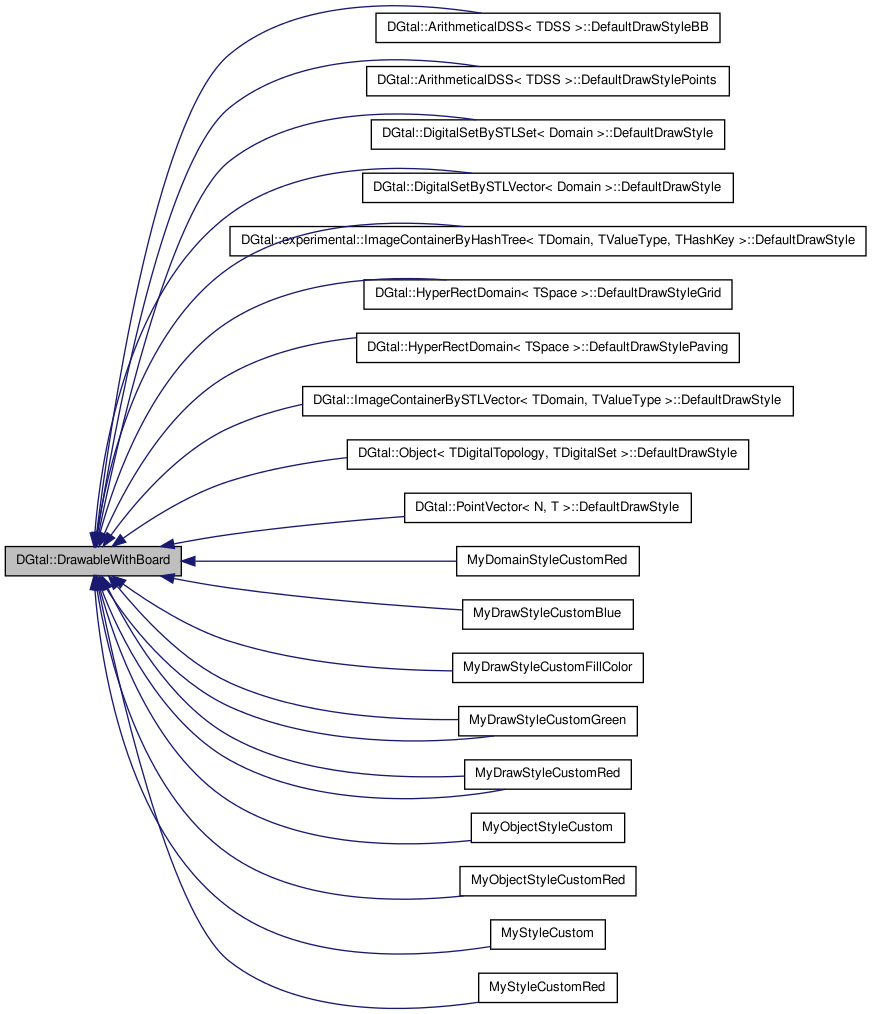 DGtal::ArithmeticalDSS< TDSS >::DefaultDrawStyleBB
DGtal::ArithmeticalDSS< TDSS >::DefaultDrawStylePoints
DGtal::DigitalSetBySTLSet< Domain >::DefaultDrawStyle
DGtal::DigitalSetBySTLVector< Domain >::DefaultDrawStyle
DGtal::experimental::ImageContainerByHashTree< TDomain, TValueType, THashKey >::DefaultDrawStyle
DGtal::HyperRectDomain< TSpace >::DefaultDrawStyleGrid
DGtal::HyperRectDomain< TSpace >::DefaultDrawStylePaving
DGtal::ImageContainerBySTLVector< TDomain, TValueType >::DefaultDrawStyle
DGtal::Object< TDigitalTopology, TDigitalSet >::DefaultDrawStyle
DGtal::PointVector< N, T >::DefaultDrawStyle
DGtal::DrawableWithBoard
MyDomainStyleCustomRed
MyDrawStyleCustomBlue
MyDrawStyleCustomFillColor
MyDrawStyleCustomGreen
MyDrawStyleCustomRed
MyObjectStyleCustom
MyObjectStyleCustomRed
MyStyleCustom
MyStyleCustomRed